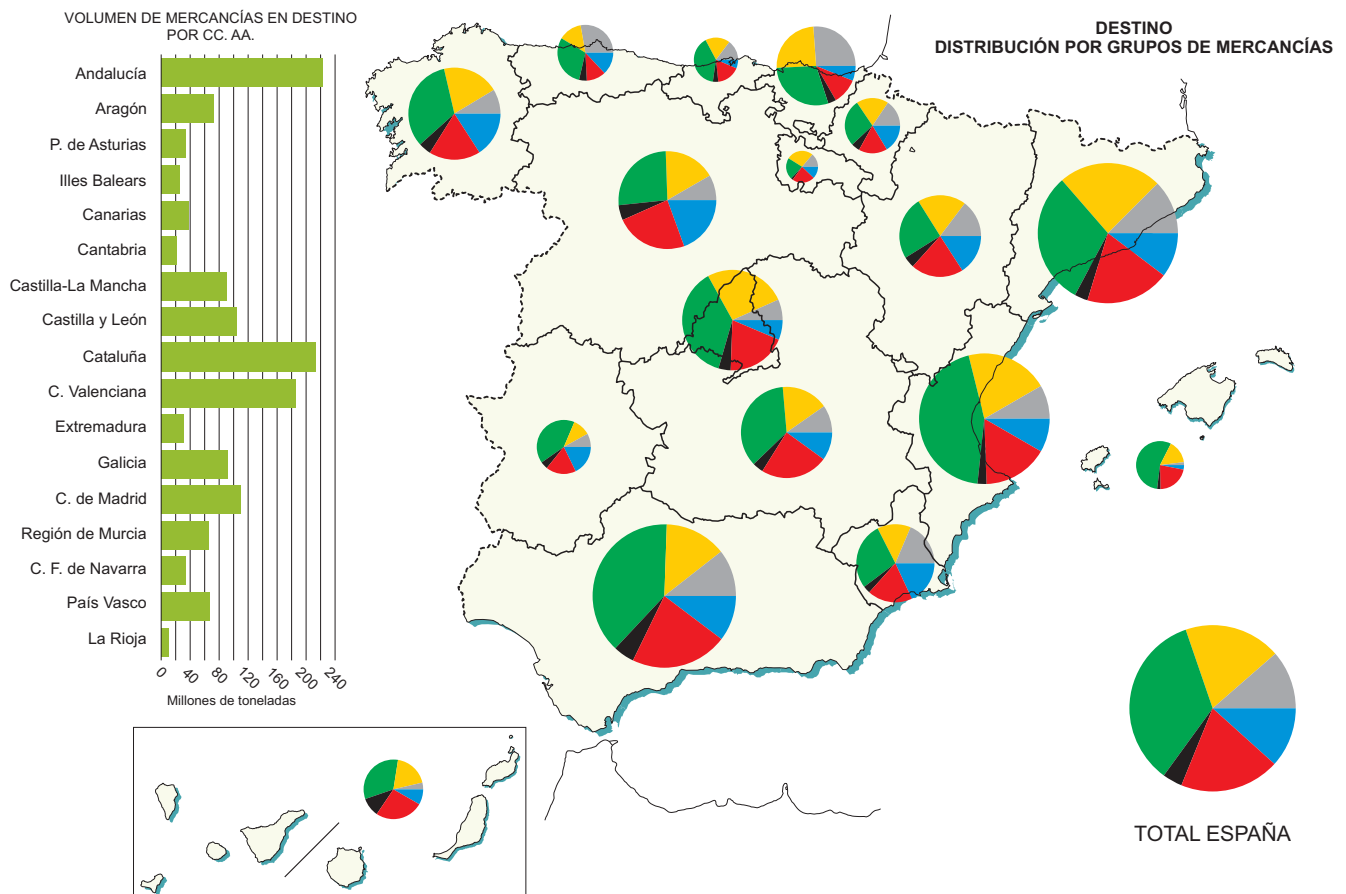 VOLUMEN DE MERCANCÍAS EN DESTINO
POR CC. AA.
Andalucía
Aragón
P. de Asturias
Illes Balears
Canarias
Cantabria
Castilla-La Mancha
Castilla y León
Cataluña
C. Valenciana
Extremadura
Galicia
C. de Madrid
Región de Murcia
C. F. de Navarra
País Vasco
La Rioja
0 40 80 120 160 200 240
Millones de toneladas
DESTINO
DISTRIBUCIÓN POR GRUPOS DE MERCANCÍAS
TOTAL ESPAÑA